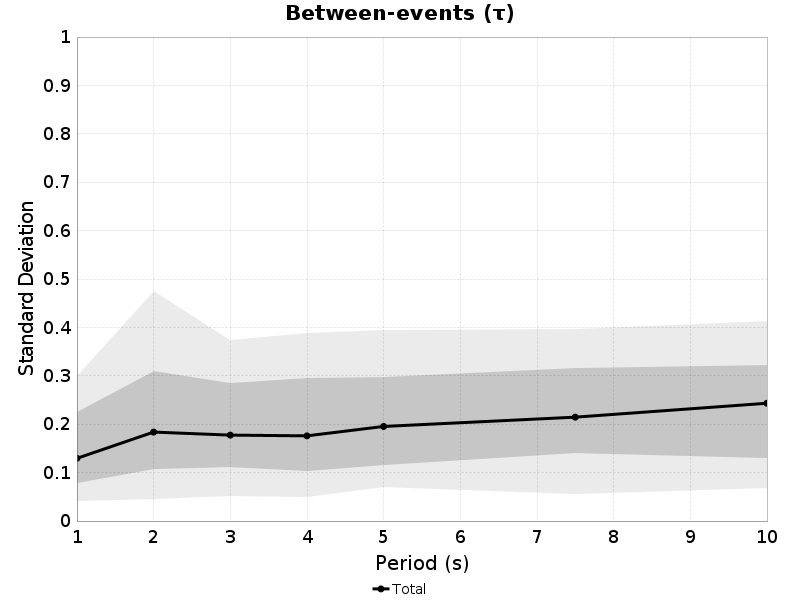 Between-events (τ)
1
0.9
0.8
0.7
0.6
0.5
0.4
0.3
0.2
0.1
0
Standard Deviation
1 2 3 4 5 6 7 8 9 10
Period (s)
Total